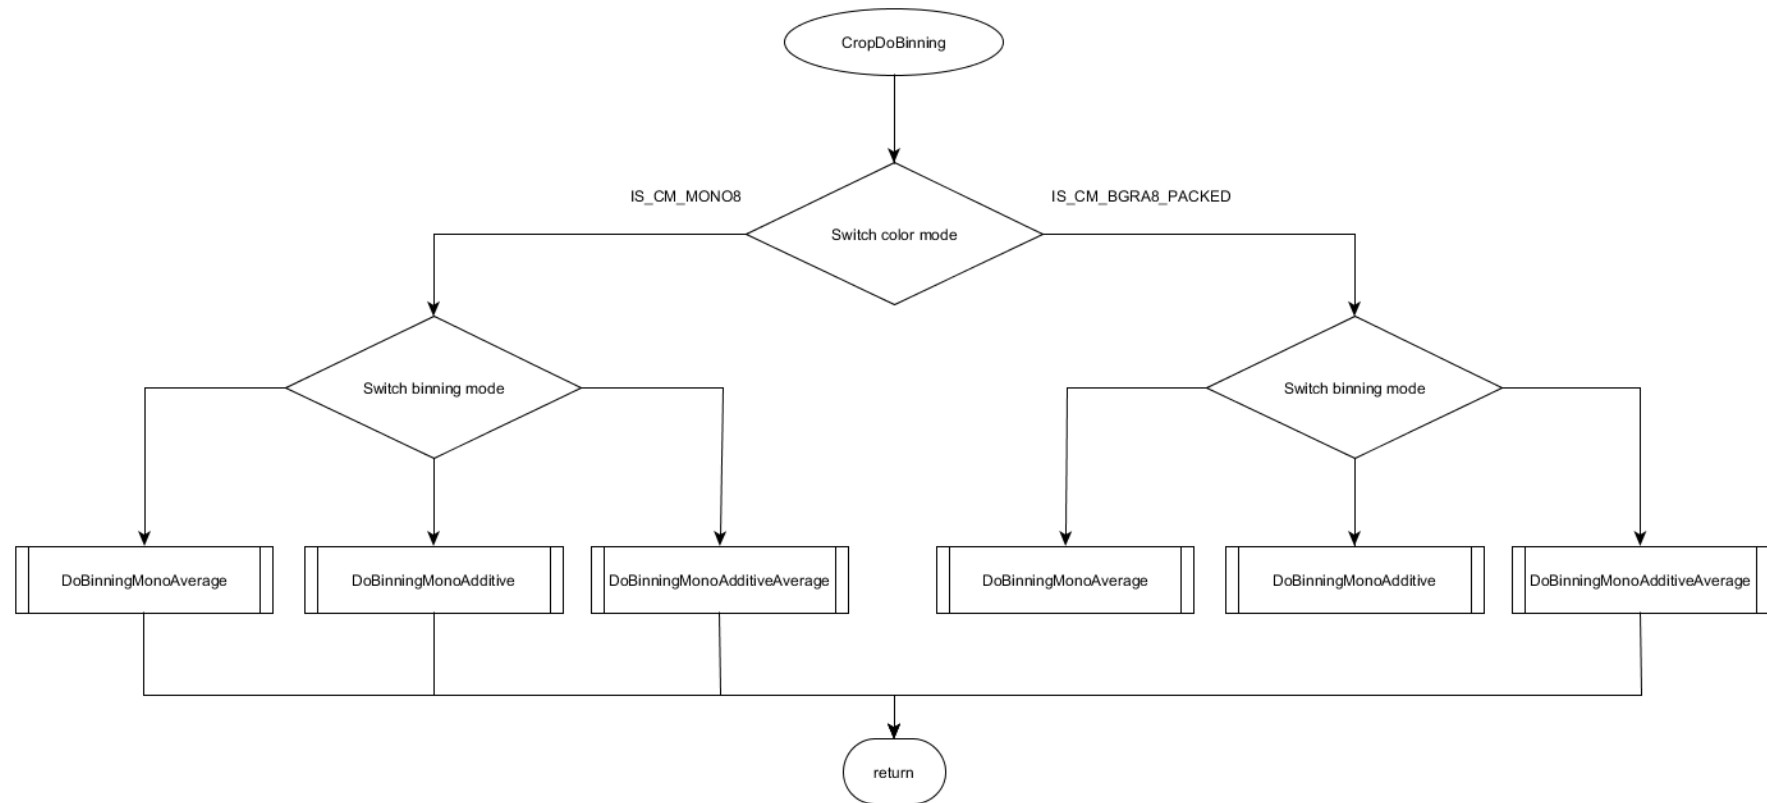 CropDoBinning
IS_CM_MONO8
IS_CM_BGRA8_PACKED
Switch color mode
Switch binning mode
Switch binning mode
DoBinningMonoAverage
DoBinningMonoAdditive
DoBinningMonoAdditiveAverage
DoBinningMonoAverage
DoBinningMonoAdditive
DoBinningMonoAdditiveAverage
return